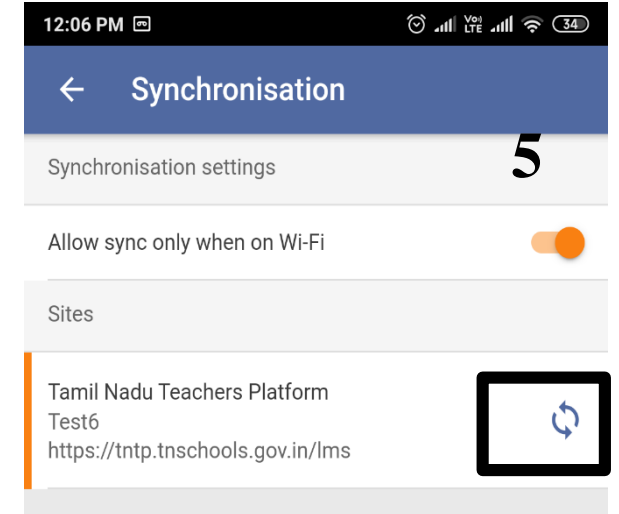 12:06 PM
Vo) LTE 34
Synchronisation
5
Synchronisation settings
Allow sync only when on Wi-Fi
Sites
Tamil Nadu Teachers Platform
Test6
https://tntp.tnschools.gov.in/lms